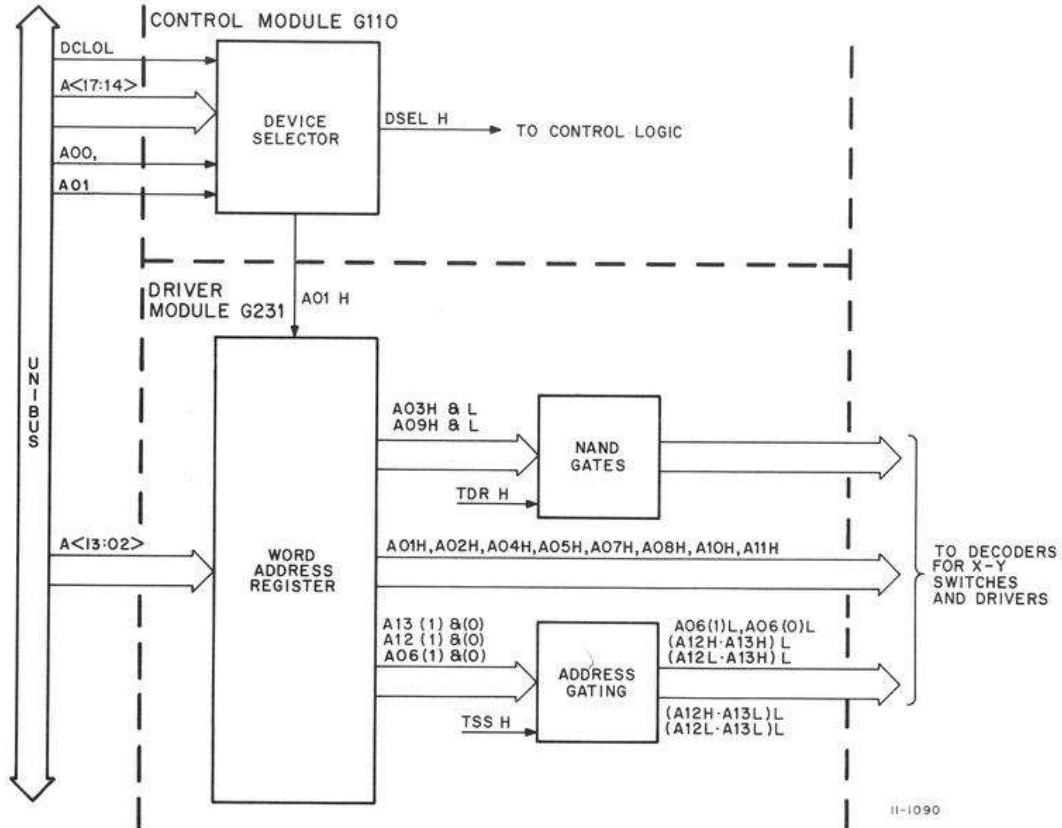 CONTROL MODULE G110
DCLOL
A<17:14>
A00,
A01
DEVICE
SELECTOR
DSEL H
TO CONTROL LOGIC
DRIVER
MODULE G231
A01 H
UNIBUS
A<13:02>
WORD
ADDRESS
REGISTER
A03H & L
A09H & L
TDR H
NAND
GATES
A01H,A02H,A04H,A05H,A07H,A08H,A10H,A11H
A13 (1) &(0)
A12 (1) &(0)
A06(1) &(0)
TSS H
ADDRESS
GATING
A06(1)L,A06(0)L
(A12H·A13H) L
(A12L·A13H) L
(A12H·A13L)L
(A12L·A13L)L
TO DECODERS
FOR X-Y
SWITCHES
AND DRIVERS
11-1090